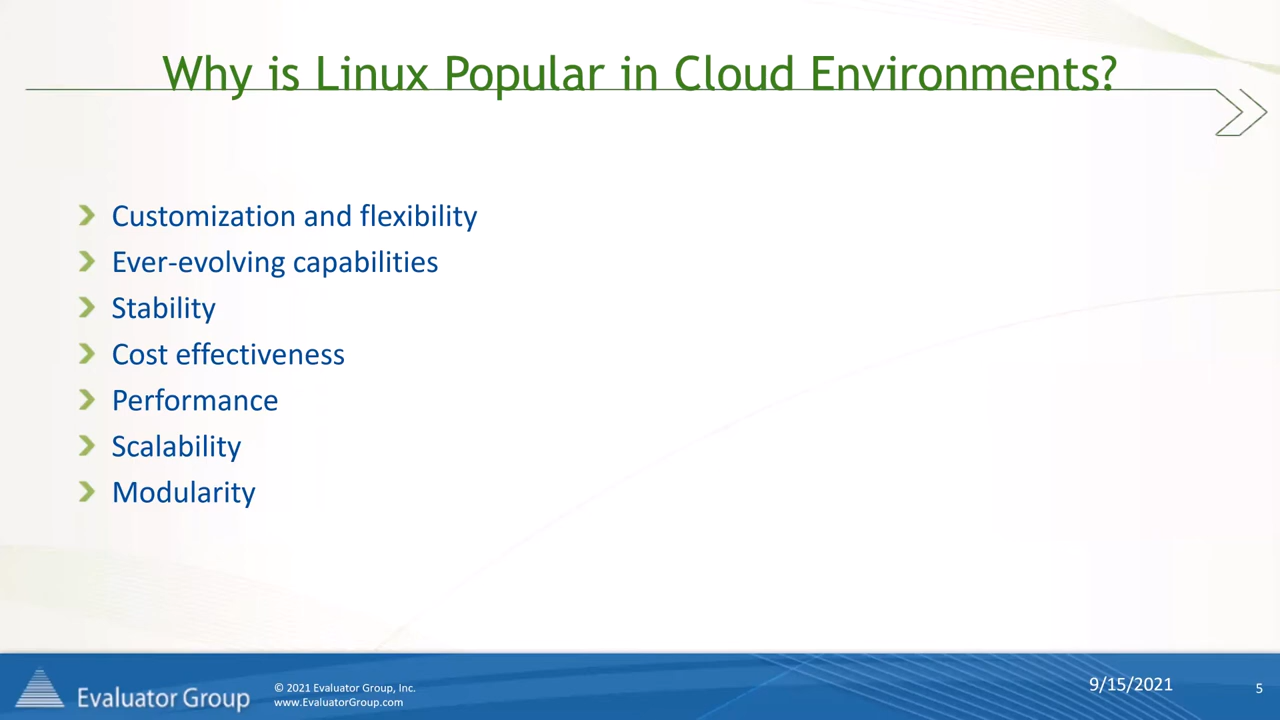 Why is Linux Popular in Cloud Environments?
Customization and flexibility
Ever-evolving capabilities
Stability
Cost effectiveness
Performance
Scalability
Modularity
Evaluator Group
© 2021 Evaluator Group, Inc.
www.EvaluatorGroup.com
9/15/2021
5